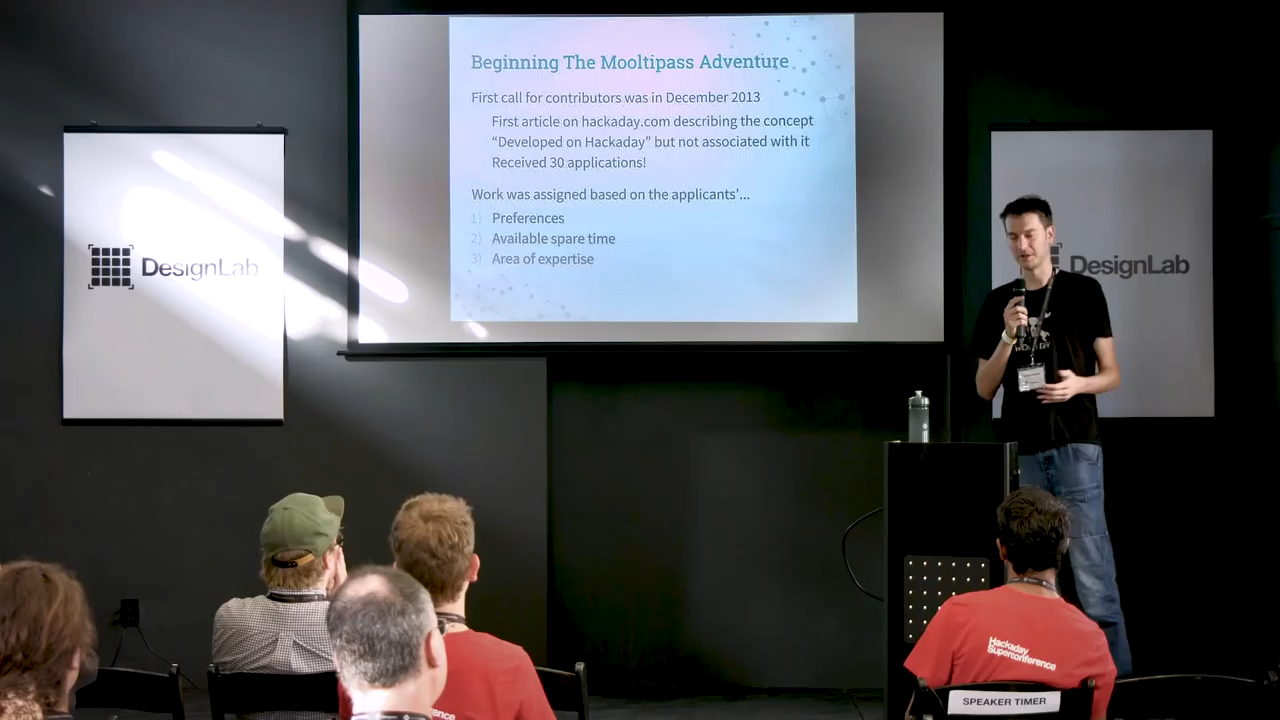 Beginning The Mooltipass Adventure
First call for contributors was in December 2013
First article on hackaday.com describing the concept
“Developed on Hackaday” but not associated with it
Received 30 applications!
Work was assigned based on the applicants’...
1) Preferences
2) Available spare time
3) Area of expertise
DesignLab
DesignLab
Hackaday
Superconference
SPEAKER TIMER